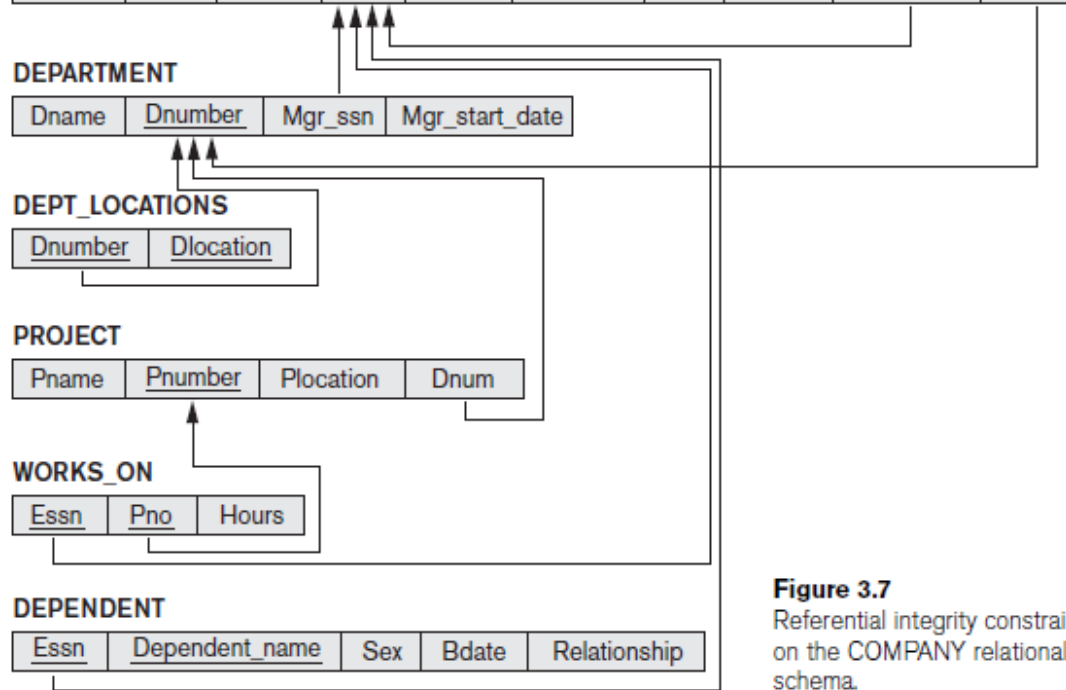 DEPARTMENT
Dname Dnumber Mgr_ssn Mgr_start_date
DEPT_LOCATIONS
Dnumber Dlocation
PROJECT
Pname Pnumber Plocation Dnum
WORKS_ON
Essn Pno Hours
DEPENDENT
Essn Dependent_name Sex Bdate Relationship
Figure 3.7
Referential integrity constrai
on the COMPANY relational
schema.